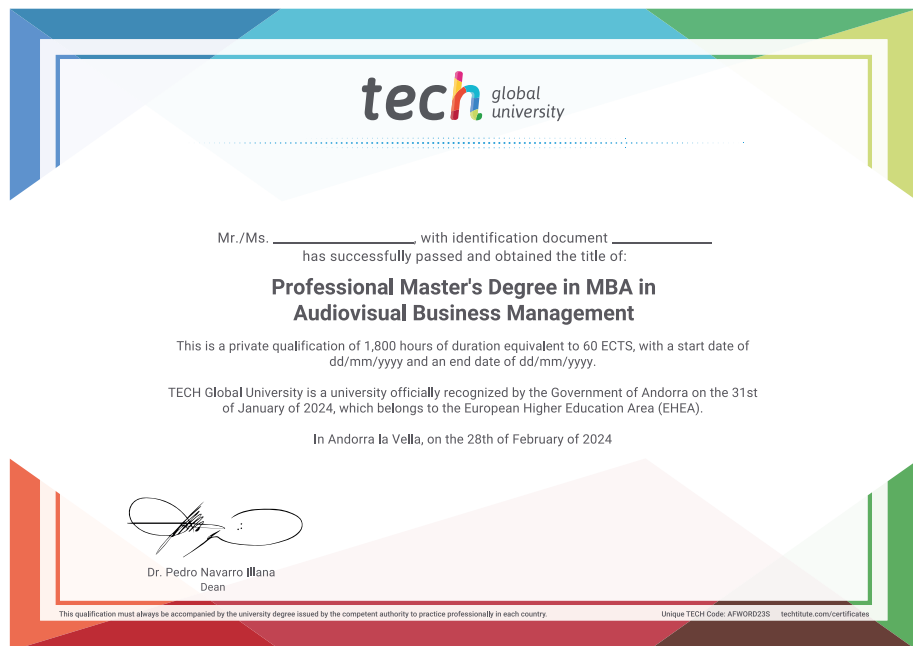 tech global
university
Mr./Ms. ____________, with identification document ____________
has successfully passed and obtained the title of:
Professional Master's Degree in MBA in
Audiovisual Business Management
This is a private qualification of 1,800 hours of duration equivalent to 60 ECTS, with a start date of
dd/mm/yyyy and an end date of dd/mm/yyyy.
TECH Global University is a university officially recognized by the Government of Andorra on the 31st
of January of 2024, which belongs to the European Higher Education Area (EHEA).
In Andorra la Vella, on the 28th of February of 2024
Dr. Pedro Navarro Illana
Dean
This qualification must always be accompanied by the university degree issued by the competent authority to practice professionally in each country.
Unique TECH Code: AFWORD23S techtitute.com/certificates